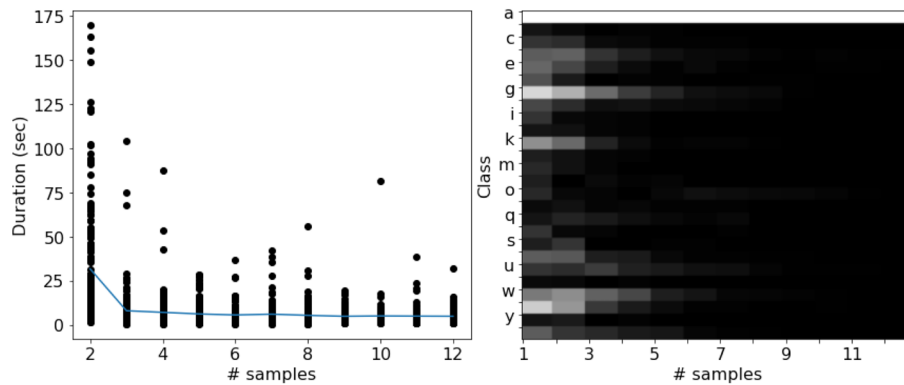 175
150
125
100
75
50
25
0
Duration (sec)
2 4 6 8 10 12
# samples
a
c
e
g
i
k
m
o
q
s
u
w
y
Class
1 3 5 7 9 11
# samples